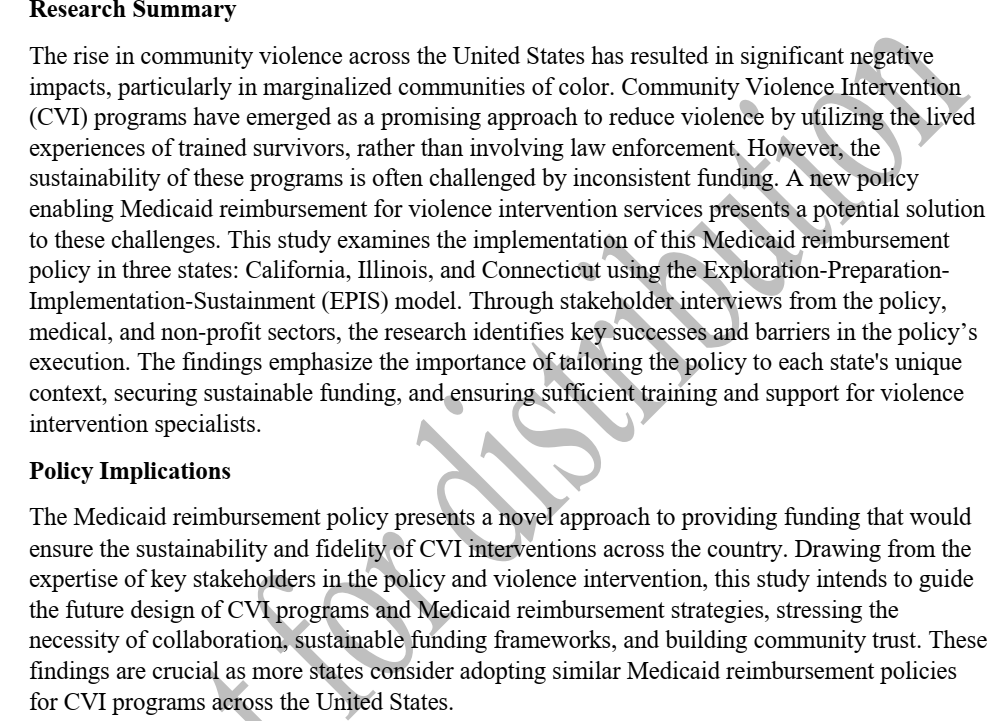 Research Summary
The rise in community violence across the United States has resulted in significant negative
impacts, particularly in marginalized communities of color. Community Violence Intervention
(CVI) programs have emerged as a promising approach to reduce violence by utilizing the lived
experiences of trained survivors, rather than involving law enforcement. However, the
sustainability of these programs is often challenged by inconsistent funding. A new policy
enabling Medicaid reimbursement for violence intervention services presents a potential solution
to these challenges. This study examines the implementation of this Medicaid reimbursement
policy in three states: California, Illinois, and Connecticut using the Exploration-Preparation-
Implementation-Sustainment (EPIS) model. Through stakeholder interviews from the policy,
medical, and non-profit sectors, the research identifies key successes and barriers in the policy’s
execution. The findings emphasize the importance of tailoring the policy to each state's unique
context, securing sustainable funding, and ensuring sufficient training and support for violence
intervention specialists.
Policy Implications
The Medicaid reimbursement policy presents a novel approach to providing funding that would
ensure the sustainability and fidelity of CVI interventions across the country. Drawing from the
expertise of key stakeholders in the policy and violence intervention, this study intends to guide
the future design of CVI programs and Medicaid reimbursement strategies, stressing the
necessity of collaboration, sustainable funding frameworks, and building community trust. These
findings are crucial as more states consider adopting similar Medicaid reimbursement policies
for CVI programs across the United States.
for distribution